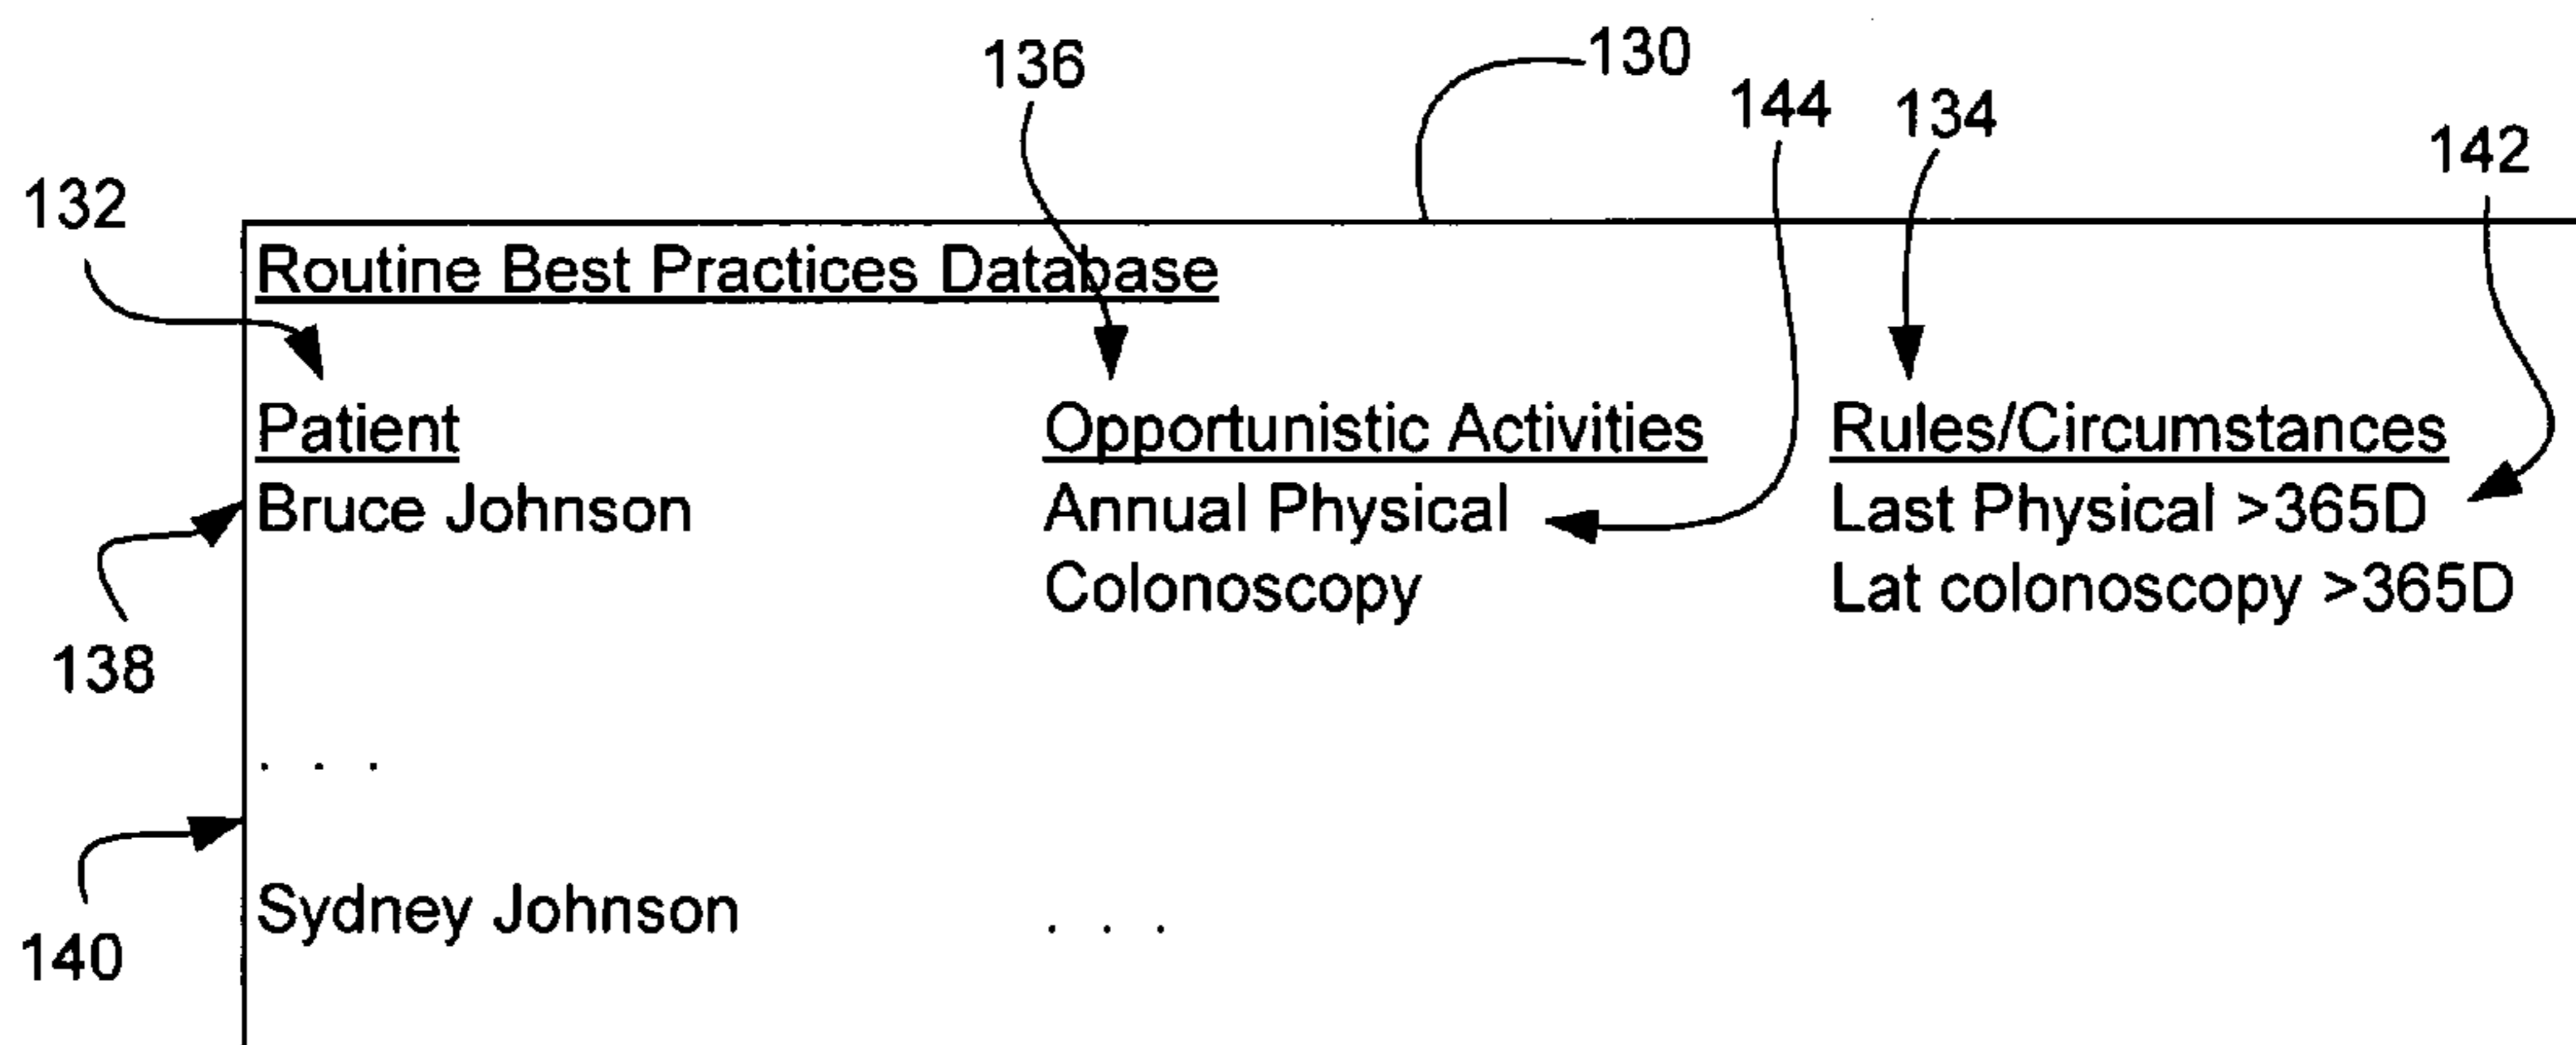 130
136
144
134
142
132
Routine Best Practices Database
Patient Opportunistic Activities Rules/Circumstances
Bruce Johnson Annual Physical Last Physical >365D
Colonoscopy Lat colonoscopy >365D
138
. . .
Sydney Johnson . . .
140